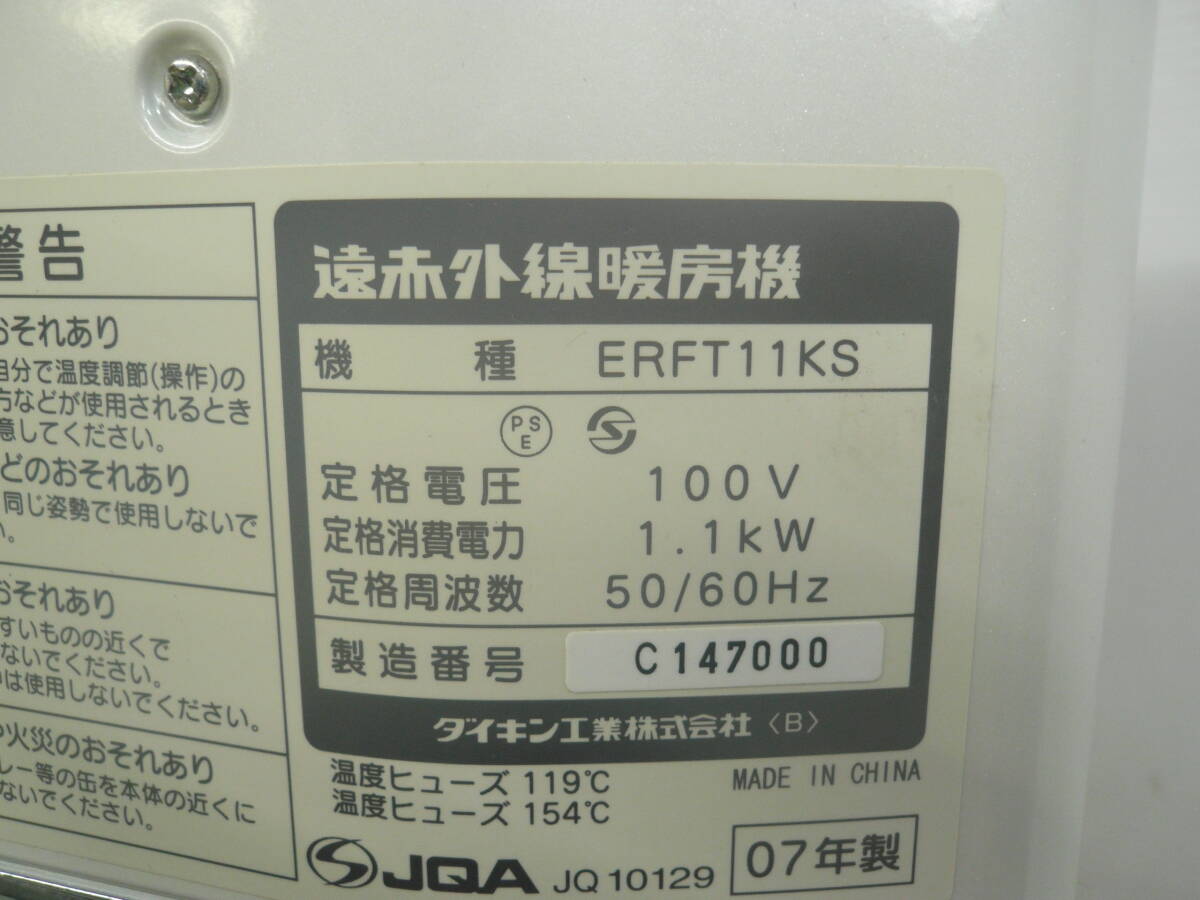 警告
おそれあり
自分で温度調節(操作)の
方などが使用されるとき
意してください。
どのおそれあり
同じ姿勢で使用しないで
い。
おそれあり
すいものの近くで
ないでください。
は使用しないでください。
火災のおそれあり
レー等の缶を本体の近くに
ないでください。
遠赤外線暖房機
機種 ERFT11KS
PS
E
定格電圧 100V
定格消費電力 1.1kW
定格周波数 50/60Hz
製造番号 C147000
ダイキン工業株式会社〈B〉
温度ヒューズ 119℃
温度ヒューズ 154℃
MADE IN CHINA
JQA JQ10129
07年製